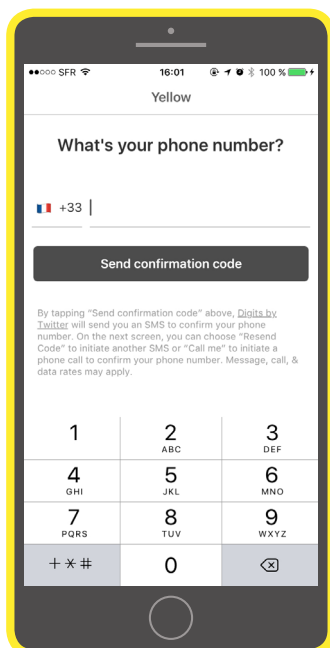 SFR 16:01 100 %
Yellow
What's your phone number?
+33
Send confirmation code
By tapping “Send confirmation code” above, Digits by
Twitter will send you an SMS to confirm your phone
number. On the next screen, you can choose “Resend
Code” to initiate another SMS or “Call me” to initiate a
phone call to confirm your phone number. Message, call, &
data rates may apply.
1 2 3
ABC DEF
4 5 6
GHI JKL MNO
7 8 9
PQRS TUV WXYZ
+*# 0